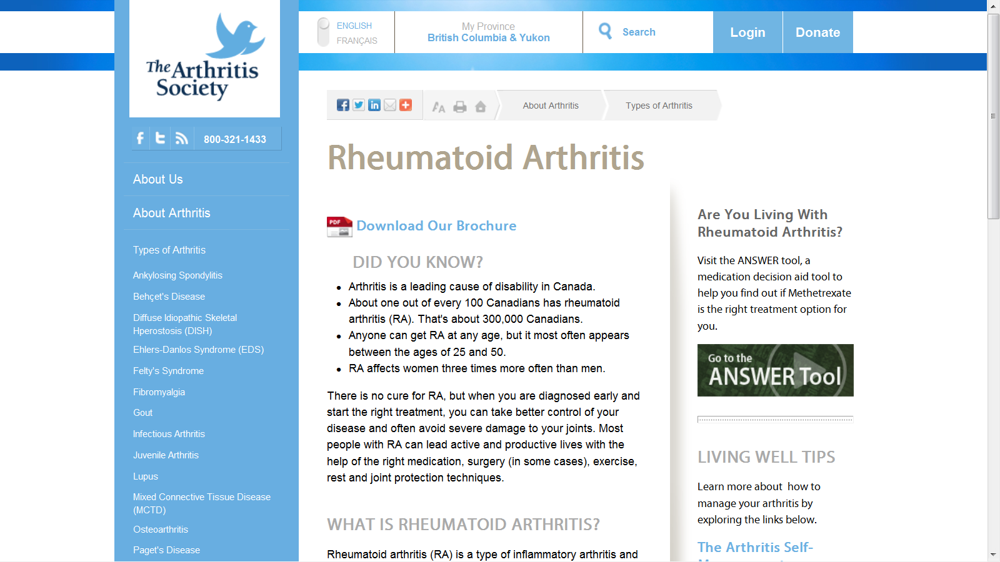 The Arthritis
Society
800-321-1433
About Us
About Arthritis
Types of Arthritis
Ankylosing Spondylitis
Behçet's Disease
Diffuse Idiopathic Skeletal
Hperostosis (DISH)
Ehlers-Danlos Syndrome (EDS)
Felty's Syndrome
Fibromyalgia
Gout
Infectious Arthritis
Juvenile Arthritis
Lupus
Mixed Connective Tissue Disease
(MCTD)
Osteoarthritis
Paget's Disease
ENGLISH
FRANÇAIS
My Province
British Columbia & Yukon
Search
Login
Donate
About Arthritis
Types of Arthritis
Rheumatoid Arthritis
PDF
Download Our Brochure
DID YOU KNOW?
• Arthritis is a leading cause of disability in Canada.
• About one out of every 100 Canadians has rheumatoid
arthritis (RA). That's about 300,000 Canadians.
• Anyone can get RA at any age, but it most often appears
between the ages of 25 and 50.
• RA affects women three times more often than men.
There is no cure for RA, but when you are diagnosed early and
start the right treatment, you can take better control of your
disease and often avoid severe damage to your joints. Most
people with RA can lead active and productive lives with the
help of the right medication, surgery (in some cases), exercise,
rest and joint protection techniques.
WHAT IS RHEUMATOID ARTHRITIS?
Rheumatoid arthritis (RA) is a type of inflammatory arthritis and
Are You Living With
Rheumatoid Arthritis?
Visit the ANSWER tool, a
medication decision aid tool to
help you find out if Methetrexate
is the right treatment option for
you.
Go to the
ANSWER Tool
LIVING WELL TIPS
Learn more about  how to
manage your arthritis by
exploring the links below.
The Arthritis Self-